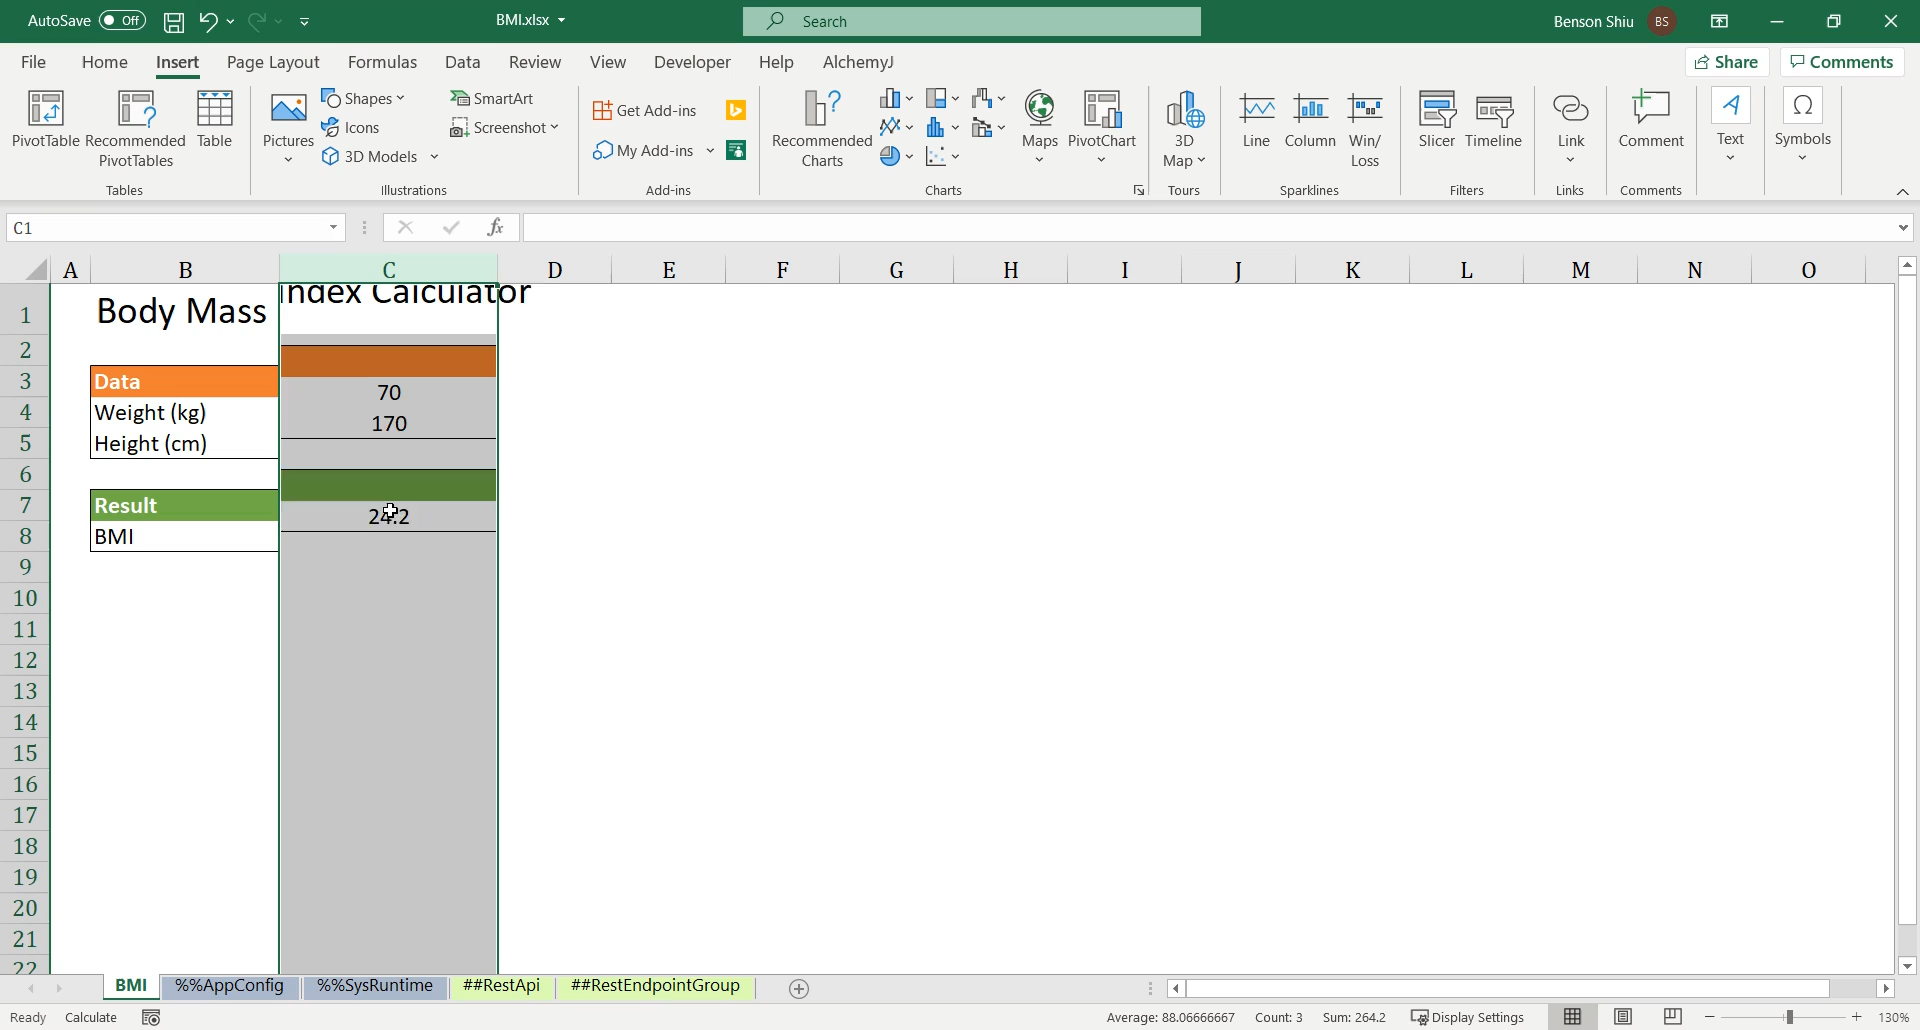 AutoSave Off BMI.xlsx Search Benson Shiu BS
File Home Insert Page Layout Formulas Data Review View Developer Help AlchemyJ Share Comments
PivotTable Recommended PivotTables Table
Tables
Pictures Shapes Icons 3D Models SmartArt Screenshot
Illustrations
Get Add-ins My Add-ins
Add-ins
Recommended Charts Maps PivotChart
Charts
3D Map
Tours
Line Column Win/Loss
Sparklines
Slicer Timeline
Filters
Link
Links
Comment
Comments
Text
Symbols
C1 fx
A B C D E F G H I J K L M N O
1 Body Mass Index Calculator
2
3 Data
4 Weight (kg) 70
5 Height (cm) 170
6
7 Result
8 BMI 24.2
9
10
11
12
13
14
15
16
17
18
19
20
21
22
BMI %%AppConfig %%SysRuntime ##RestApi ##RestEndpointGroup
Ready Calculate Average: 88.06666667 Count: 3 Sum: 264.2 Display Settings 130%